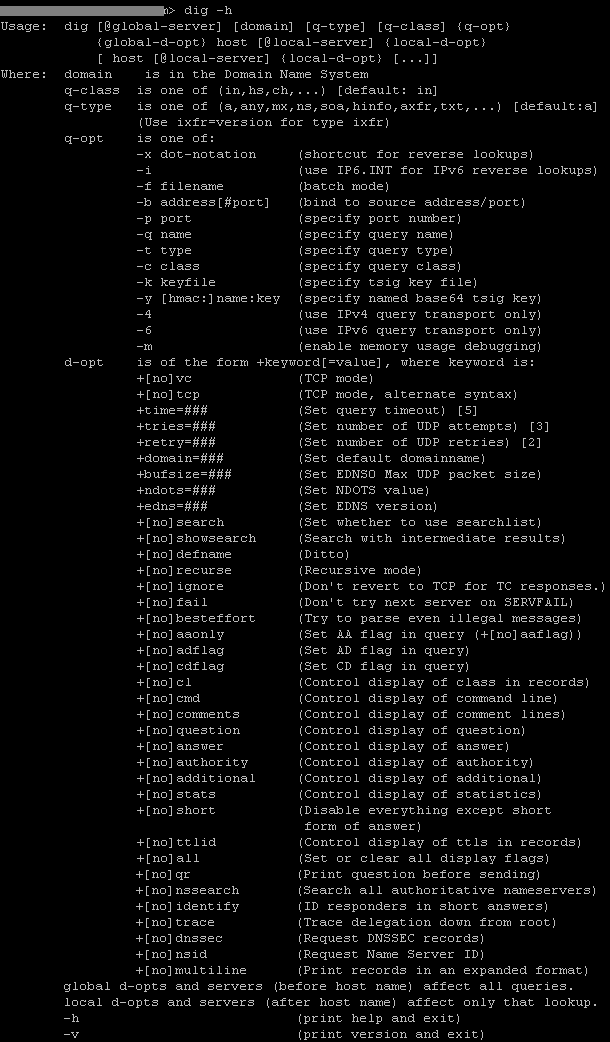 > dig -h
Usage:  dig [@global-server] [domain] [q-type] [q-class] {q-opt}
            {global-d-opt} host [@local-server] {local-d-opt}
            [ host [@local-server] {local-d-opt} [...]]
Where:  domain    is in the Domain Name System
        q-class  is one of (in,hs,ch,...) [default: in]
        q-type   is one of (a,any,mx,ns,soa,hinfo,axfr,txt,...) [default:a]
                 (Use ixfr=version for type ixfr)
        q-opt    is one of:
                 -x dot-notation     (shortcut for reverse lookups)
                 -i                  (use IP6.INT for IPv6 reverse lookups)
                 -f filename         (batch mode)
                 -b address[#port]   (bind to source address/port)
                 -p port             (specify port number)
                 -q name             (specify query name)
                 -t type             (specify query type)
                 -c class            (specify query class)
                 -k keyfile          (specify tsig key file)
                 -y [hmac:]name:key  (specify named base64 tsig key)
                 -4                  (use IPv4 query transport only)
                 -6                  (use IPv6 query transport only)
                 -m                  (enable memory usage debugging)
        d-opt    is of the form +keyword[=value], where keyword is:
                 +[no]vc             (TCP mode)
                 +[no]tcp            (TCP mode, alternate syntax)
                 +time=###           (Set query timeout) [5]
                 +tries=###          (Set number of UDP attempts) [3]
                 +retry=###          (Set number of UDP retries) [2]
                 +domain=###         (Set default domainname)
                 +bufsize=###        (Set EDNS0 Max UDP packet size)
                 +ndots=###          (Set NDOTS value)
                 +edns=###           (Set EDNS version)
                 +[no]search         (Set whether to use searchlist)
                 +[no]showsearch     (Search with intermediate results)
                 +[no]defname        (Ditto)
                 +[no]recurse        (Recursive mode)
                 +[no]ignore         (Don't revert to TCP for TC responses.)
                 +[no]fail           (Don't try next server on SERVFAIL)
                 +[no]besteffort     (Try to parse even illegal messages)
                 +[no]aaonly         (Set AA flag in query (+[no]aaflag))
                 +[no]adflag         (Set AD flag in query)
                 +[no]cdflag         (Set CD flag in query)
                 +[no]cl             (Control display of class in records)
                 +[no]cmd            (Control display of command line)
                 +[no]comments       (Control display of comment lines)
                 +[no]question       (Control display of question)
                 +[no]answer         (Control display of answer)
                 +[no]authority      (Control display of authority)
                 +[no]additional     (Control display of additional)
                 +[no]stats          (Control display of statistics)
                 +[no]short          (Disable everything except short
                                      form of answer)
                 +[no]ttlid          (Control display of ttls in records)
                 +[no]all            (Set or clear all display flags)
                 +[no]qr             (Print question before sending)
                 +[no]nssearch       (Search all authoritative nameservers)
                 +[no]identify       (ID responders in short answers)
                 +[no]trace          (Trace delegation down from root)
                 +[no]dnssec         (Request DNSSEC records)
                 +[no]nsid           (Request Name Server ID)
                 +[no]multiline      (Print records in an expanded format)
        global d-opts and servers (before host name) affect all queries.
        local d-opts and servers (after host name) affect only that lookup.
        -h                           (print help and exit)
        -v                           (print version and exit)